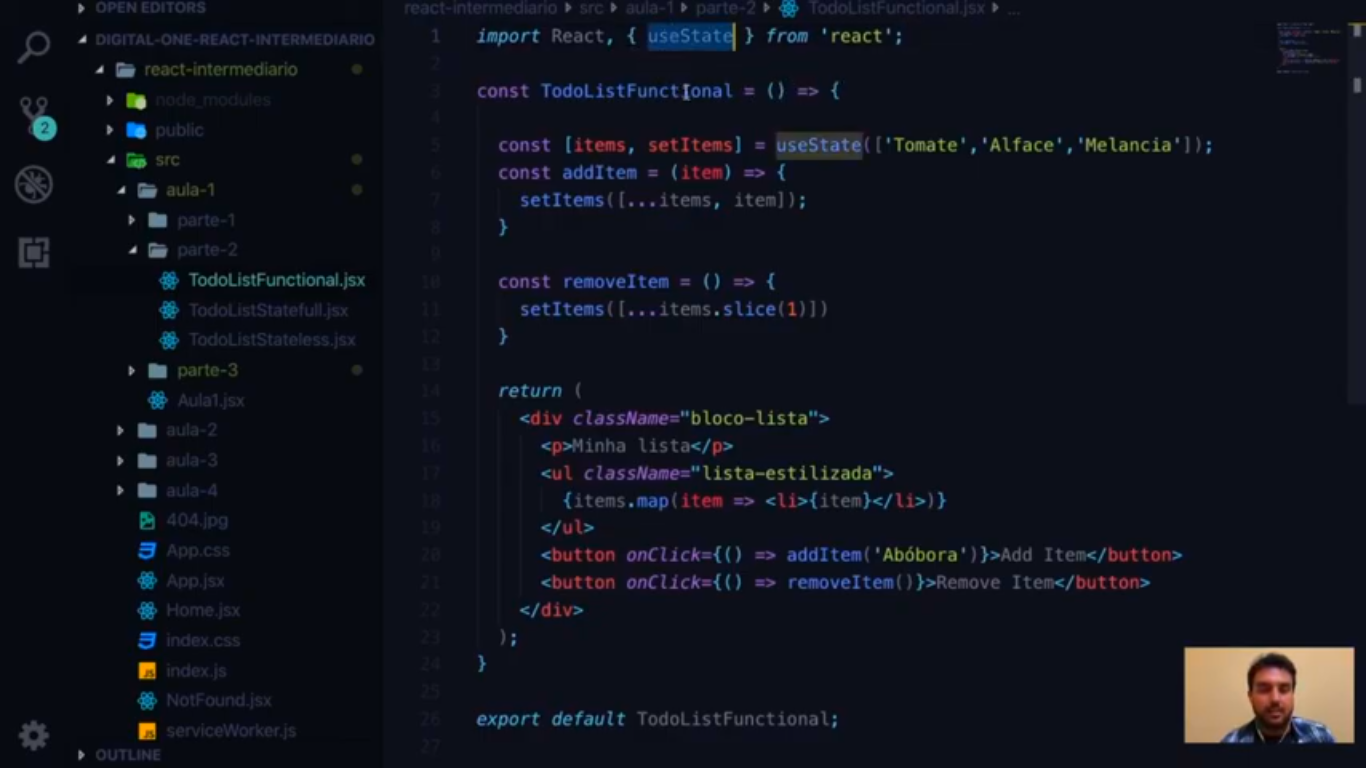 OPEN EDITORS
DIGITAL-ONE-REACT-INTERMEDIARIO
react-intermediario
node_modules
public
src
aula-1
parte-1
parte-2
TodoListFunctional.jsx
TodoListStatefull.jsx
TodoListStateless.jsx
parte-3
Aula1.jsx
aula-2
aula-3
aula-4
404.jpg
App.css
App.jsx
Home.jsx
index.css
index.js
NotFound.jsx
serviceWorker.js
OUTLINE
2
react-intermediario src aula-1 parte-2 TodoListFunctional.jsx ...
1 import React, { useState } from 'react';
2
3 const TodoListFunctional = () => {
4
5 const [items, setItems] = useState(['Tomate','Alface','Melancia']);
6 const addItem = (item) => {
7 setItems([...items, item]);
8 }
9
10 const removeItem = () => {
11 setItems([...items.slice(1)])
12 }
13
14 return (
15 <div className="bloco-lista">
16 <p>Minha lista</p>
17 <ul className="lista-estilizada">
18 {items.map(item => <li>{item}</li>)}
19 </ul>
20 <button onClick={() => addItem('Abóbora')}>Add Item</button>
21 <button onClick={() => removeItem()}>Remove Item</button>
22 </div>
23 );
24 }
25
26 export default TodoListFunctional;
27